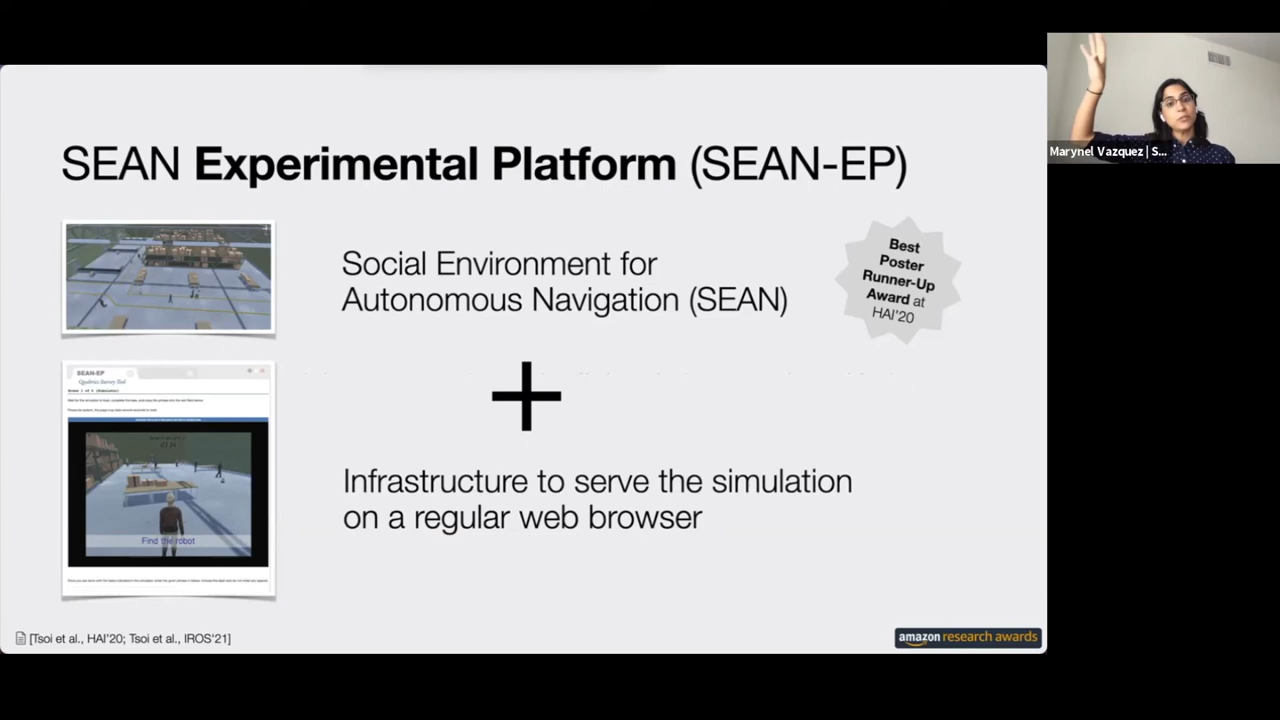 SEAN Experimental Platform (SEAN-EP)
Social Environment for
Autonomous Navigation (SEAN)
Best
Poster
Runner-Up
Award at
HAI'20
SEAN-EP
Qualtrics Survey Tool
Find the robot
Infrastructure to serve the simulation
on a regular web browser
[Tsoi et al., HAI'20; Tsoi et al., IROS'21]
amazon research awards
Marynel Vazquez | S...